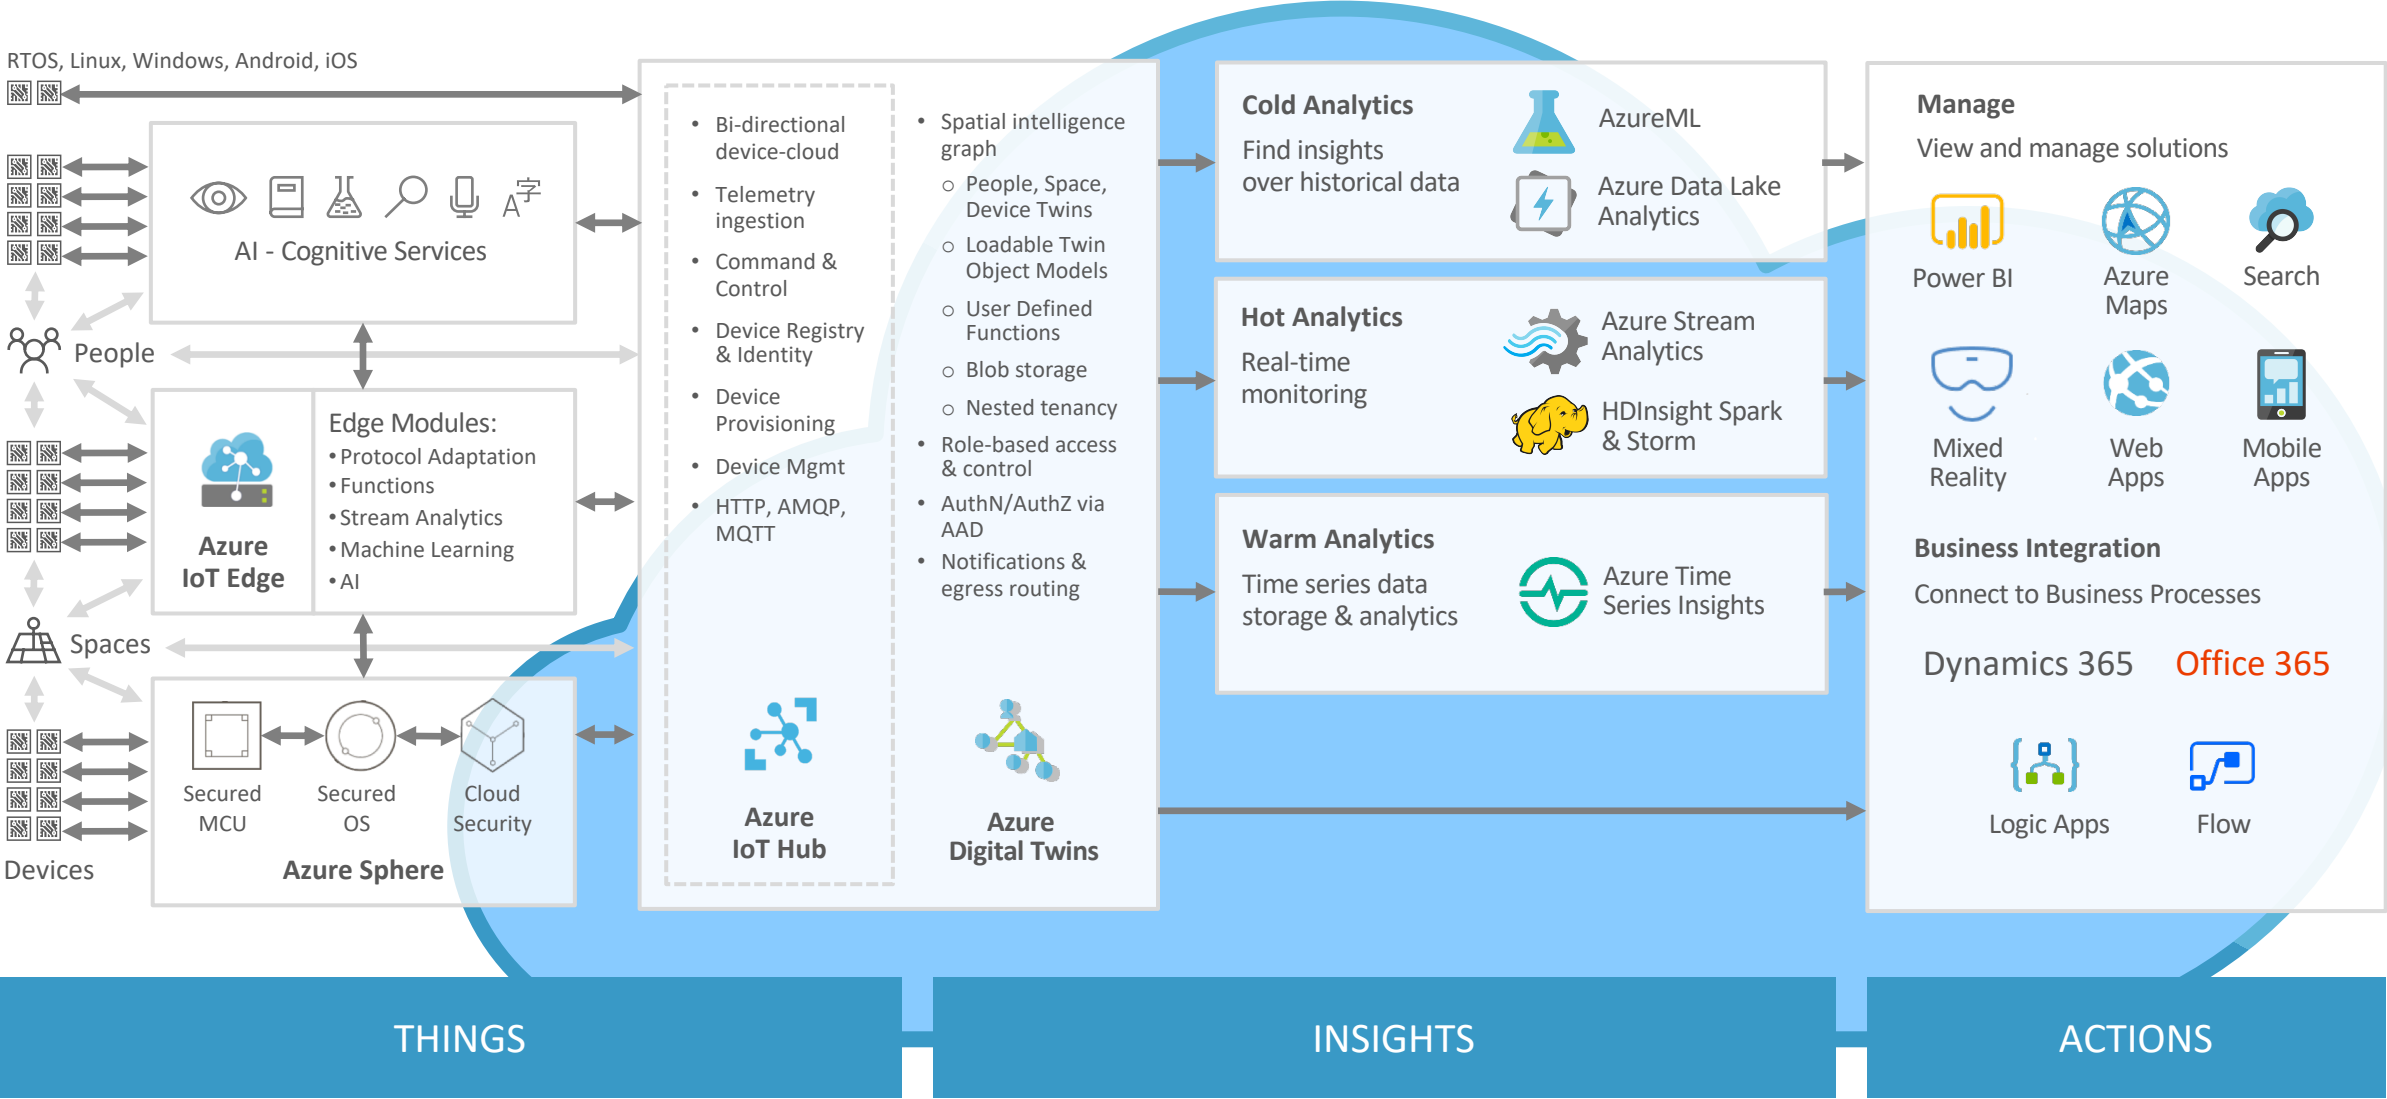 RTOS, Linux, Windows, Android, iOS
AI - Cognitive Services
People
Azure
IoT Edge
Edge Modules:
• Protocol Adaptation
• Functions
• Stream Analytics
• Machine Learning
• AI
Spaces
Secured
MCU
Secured
OS
Cloud
Security
Azure Sphere
Devices
• Bi-directional
device-cloud
• Telemetry
ingestion
• Command &
Control
• Device Registry
& Identity
• Device
Provisioning
• Device Mgmt
• HTTP, AMQP,
MQTT
Azure
IoT Hub
• Spatial intelligence
graph
o People, Space,
Device Twins
o Loadable Twin
Object Models
o User Defined
Functions
o Blob storage
o Nested tenancy
• Role-based access
& control
• AuthN/AuthZ via
AAD
• Notifications &
egress routing
Azure
Digital Twins
Cold Analytics
Find insights
over historical data
AzureML
Azure Data Lake
Analytics
Hot Analytics
Real-time
monitoring
Azure Stream
Analytics
HDInsight Spark
& Storm
Warm Analytics
Time series data
storage & analytics
Azure Time
Series Insights
Manage
View and manage solutions
Power BI
Azure
Maps
Search
Mixed
Reality
Web
Apps
Mobile
Apps
Business Integration
Connect to Business Processes
Dynamics 365
Office 365
Logic Apps
Flow
THINGS
INSIGHTS
ACTIONS